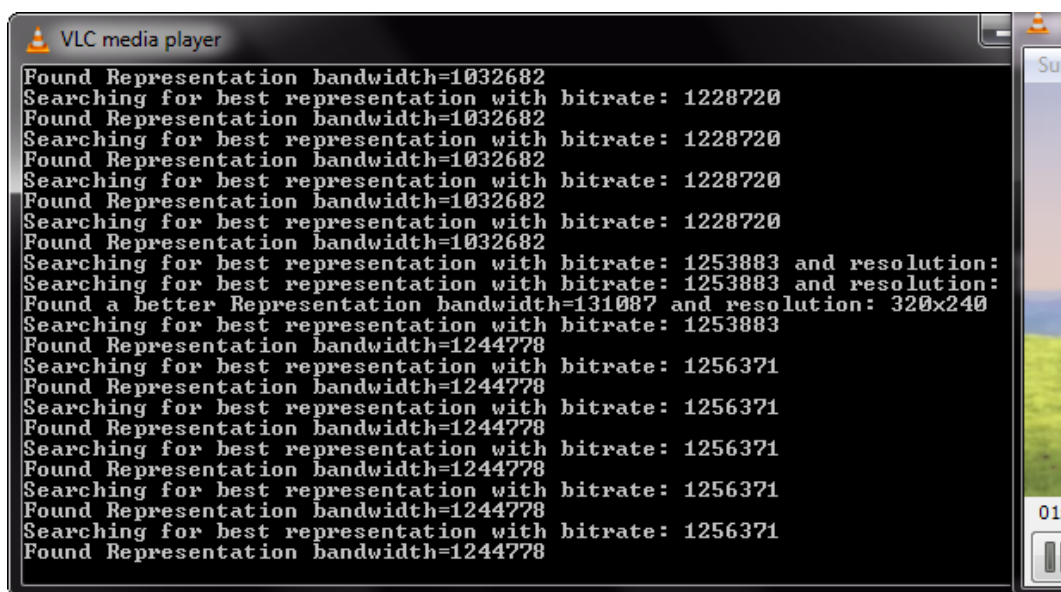 VLC media player
Found Representation bandwidth=1032682
Searching for best representation with bitrate: 1228720
Found Representation bandwidth=1032682
Searching for best representation with bitrate: 1228720
Found Representation bandwidth=1032682
Searching for best representation with bitrate: 1228720
Found Representation bandwidth=1032682
Searching for best representation with bitrate: 1228720
Found Representation bandwidth=1032682
Searching for best representation with bitrate: 1253883 and resolution:
Searching for best representation with bitrate: 1253883 and resolution:
Found a better Representation bandwidth=131087 and resolution: 320x240
Searching for best representation with bitrate: 1253883
Found Representation bandwidth=1244778
Searching for best representation with bitrate: 1256371
Found Representation bandwidth=1244778
Searching for best representation with bitrate: 1256371
Found Representation bandwidth=1244778
Searching for best representation with bitrate: 1256371
Found Representation bandwidth=1244778
Searching for best representation with bitrate: 1256371
Found Representation bandwidth=1244778
Searching for best representation with bitrate: 1256371
Found Representation bandwidth=1244778
Su
01